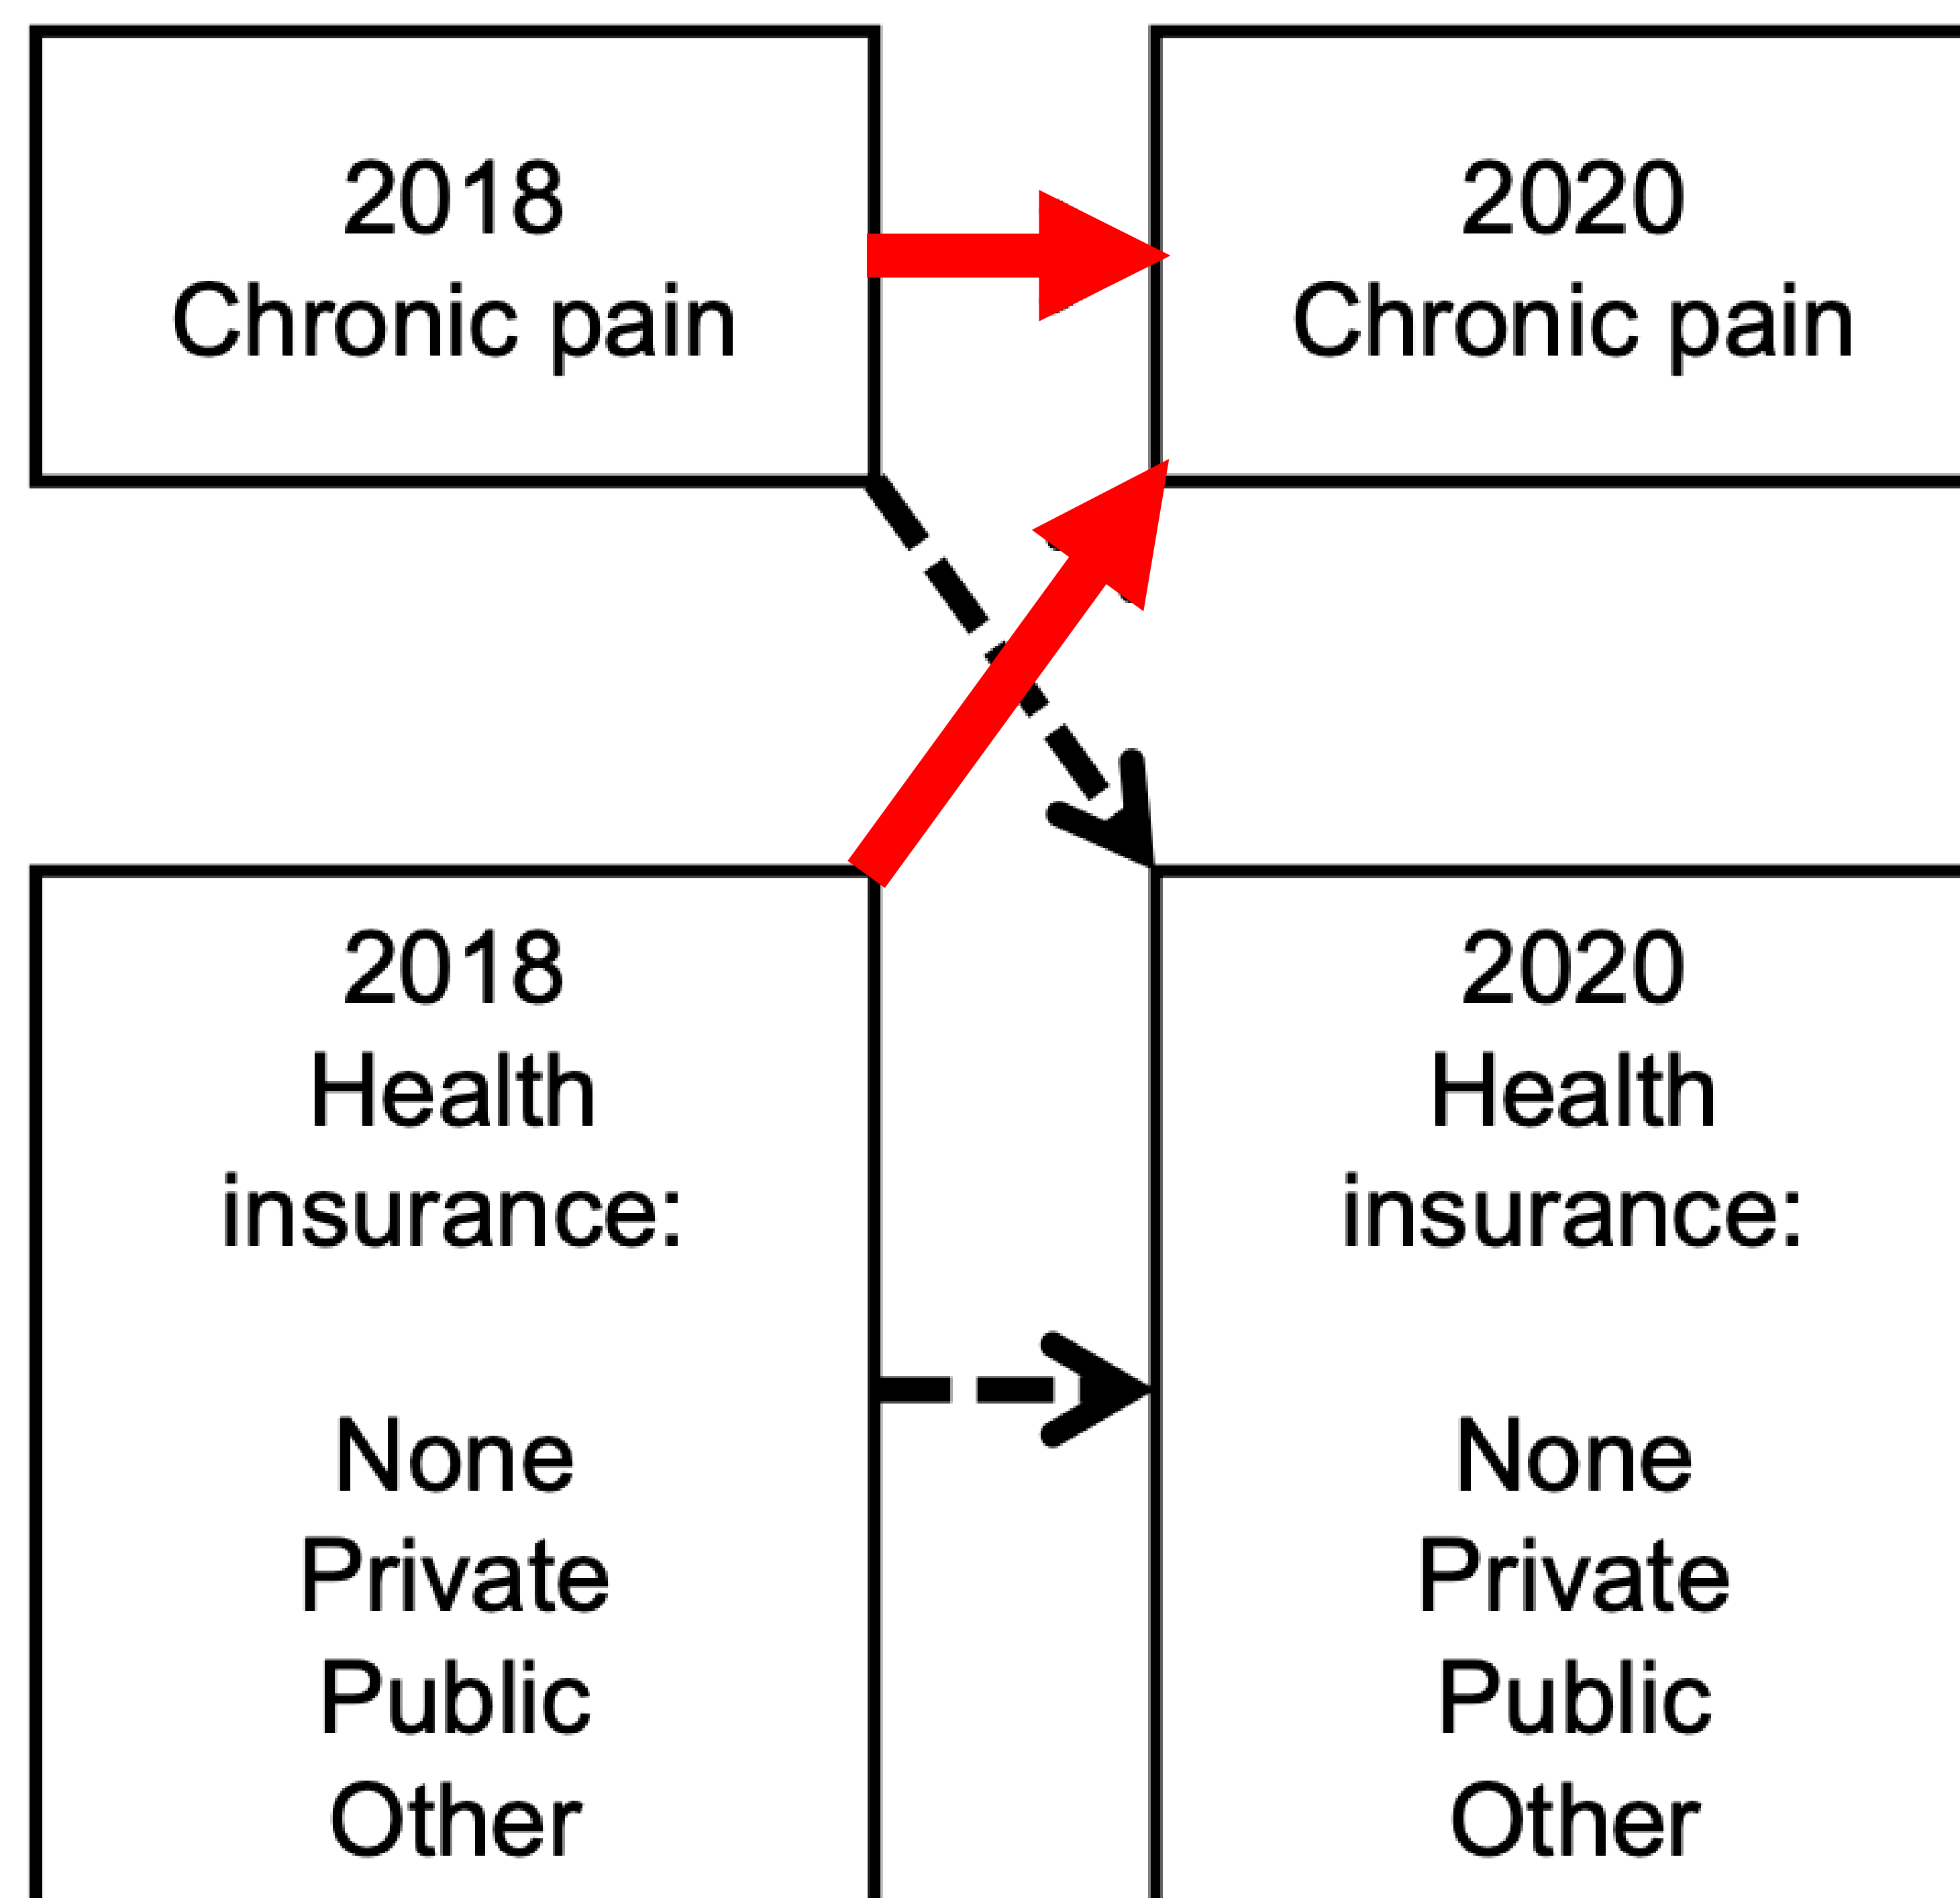 2018
Chronic pain
2020
Chronic pain
2018
Health
insurance:
None
Private
Public
Other
2020
Health
insurance:
None
Private
Public
Other